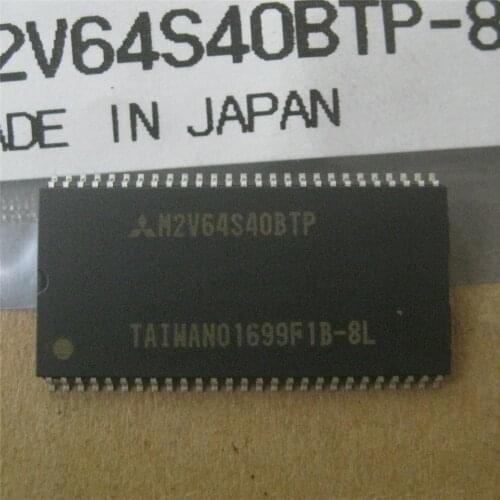 2V64S40BTP-8
ADE IN JAPAN
M2V64S40BTP
TAIWAN01699F1B-8L